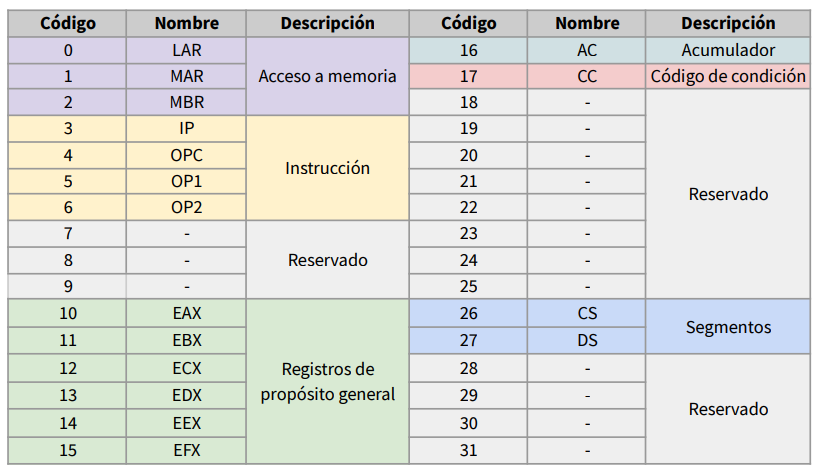 Código Nombre Descripción Código Nombre Descripción
0 LAR 16 AC Acumulador
1 MAR Acceso a memoria 17 CC Código de condición
2 MBR 18 -
3 IP 19 -
4 OPC 20 -
5 OP1 Instrucción 21 -
6 OP2 22 - Reservado
7 - 23 -
8 - Reservado 24 -
9 - 25 -
10 EAX 26 CS Segmentos
11 EBX 27 DS
12 ECX Registros de 28 -
13 EDX propósito general 29 -
14 EEX 30 - Reservado
15 EFX 31 -